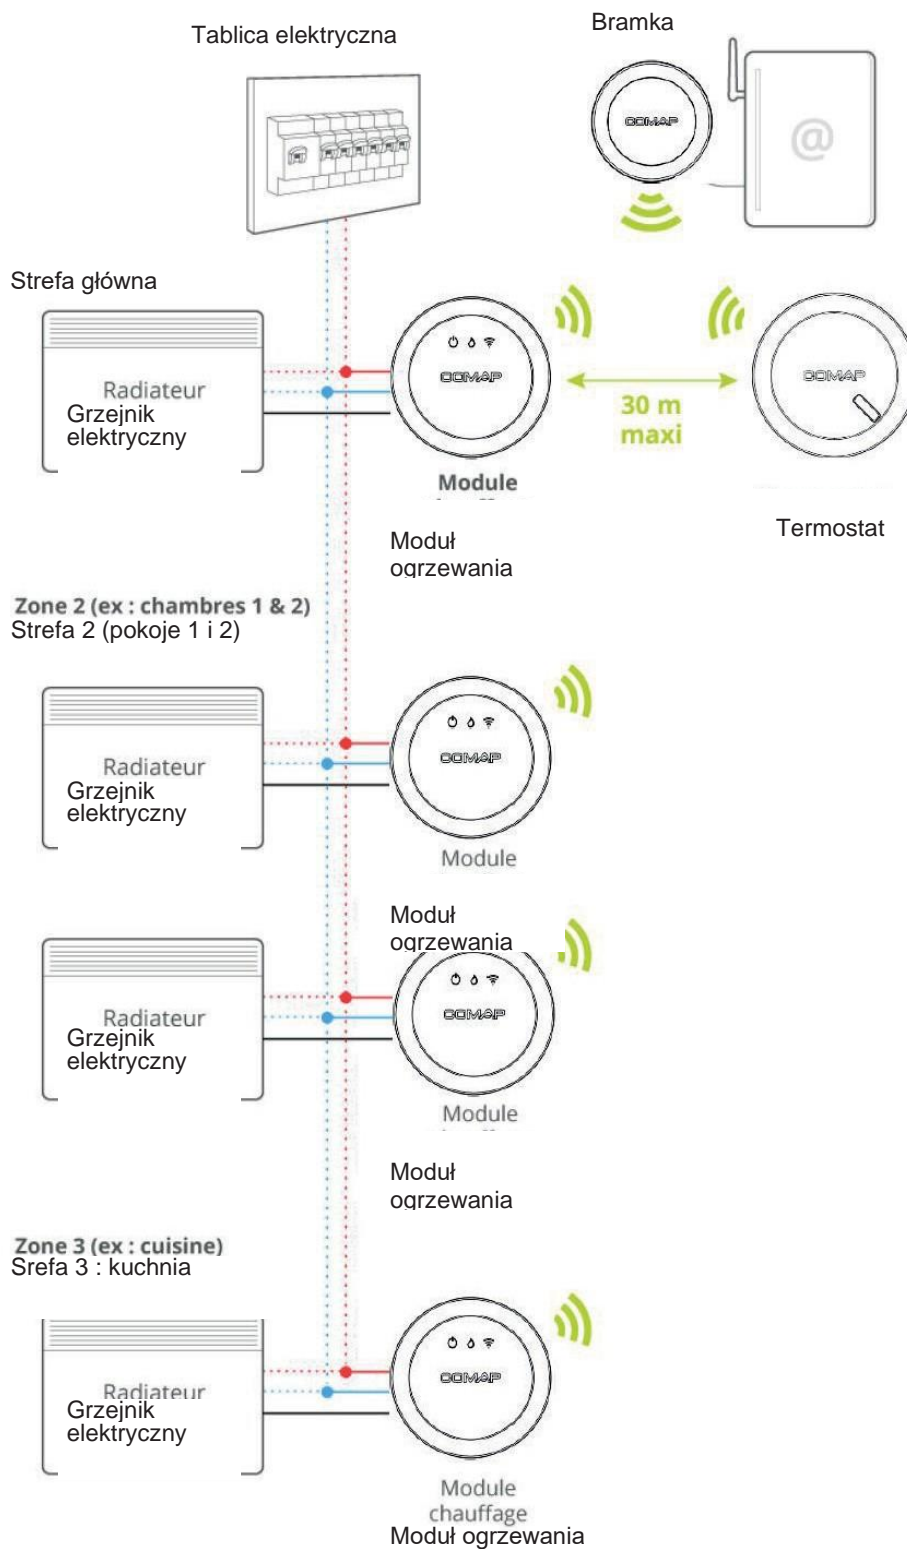 Tablica elektryczna
Bramka
COMAP
@
Strefa główna
Radiateur
Grzejnik
elektryczny
COMAP
30 m
maxi
COMAP
Module
Moduł
ogrzewania
Termostat
Zone 2 (ex : chambres 1 & 2)
Strefa 2 (pokoje 1 i 2)
Radiateur
Grzejnik
elektryczny
COMAP
Module
Moduł
ogrzewania
Radiateur
Grzejnik
elektryczny
COMAP
Module
Moduł
ogrzewania
Zone 3 (ex : cuisine)
Srefa 3 : kuchnia
Radiateur
Grzejnik
elektryczny
COMAP
Module
chauffage
Moduł ogrzewania